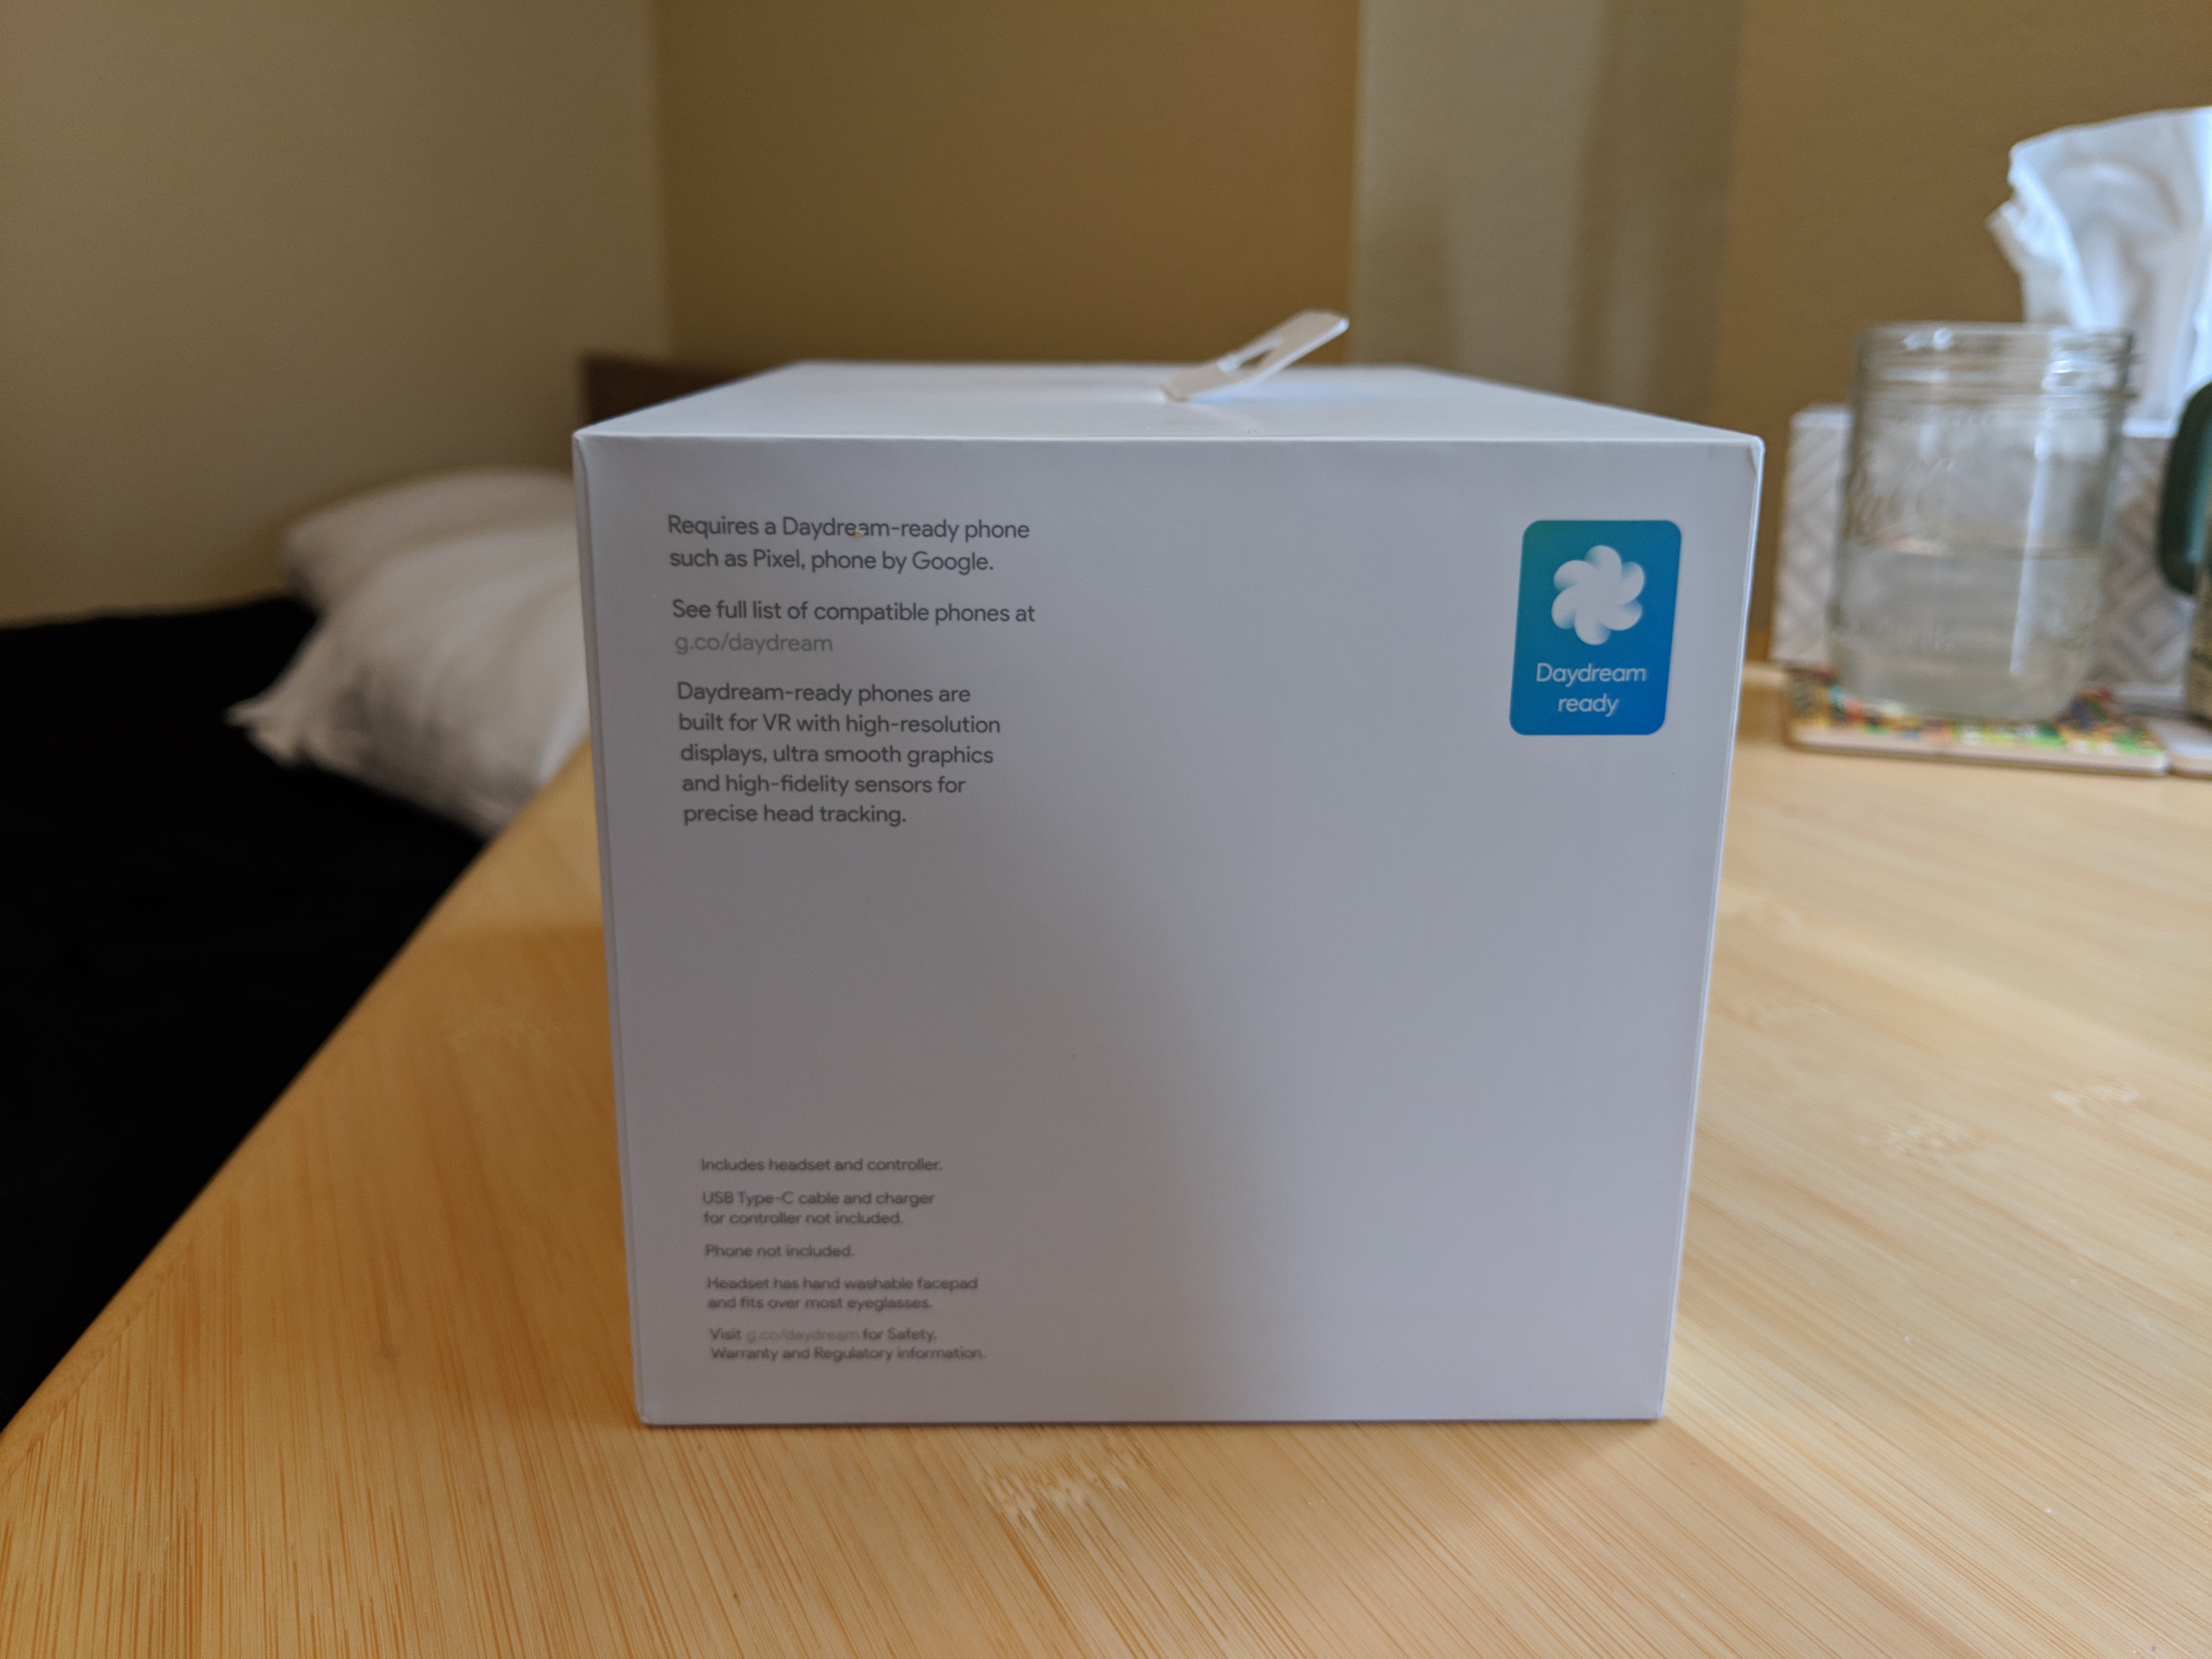 Requires a Daydream-ready phone
such as Pixel, phone by Google.
See full list of compatible phones at
g.co/daydream
Daydream-ready phones are
built for VR with high-resolution
displays, ultra smooth graphics
and high-fidelity sensors for
precise head tracking.
Daydream
ready
Includes headset and controller.
USB Type-C cable and charger
for controller not included.
Phone not included.
Headset has hand washable facepad
and fits over most eyeglasses.
Visit g.co/daydream for Safety,
Warranty and Regulatory information.